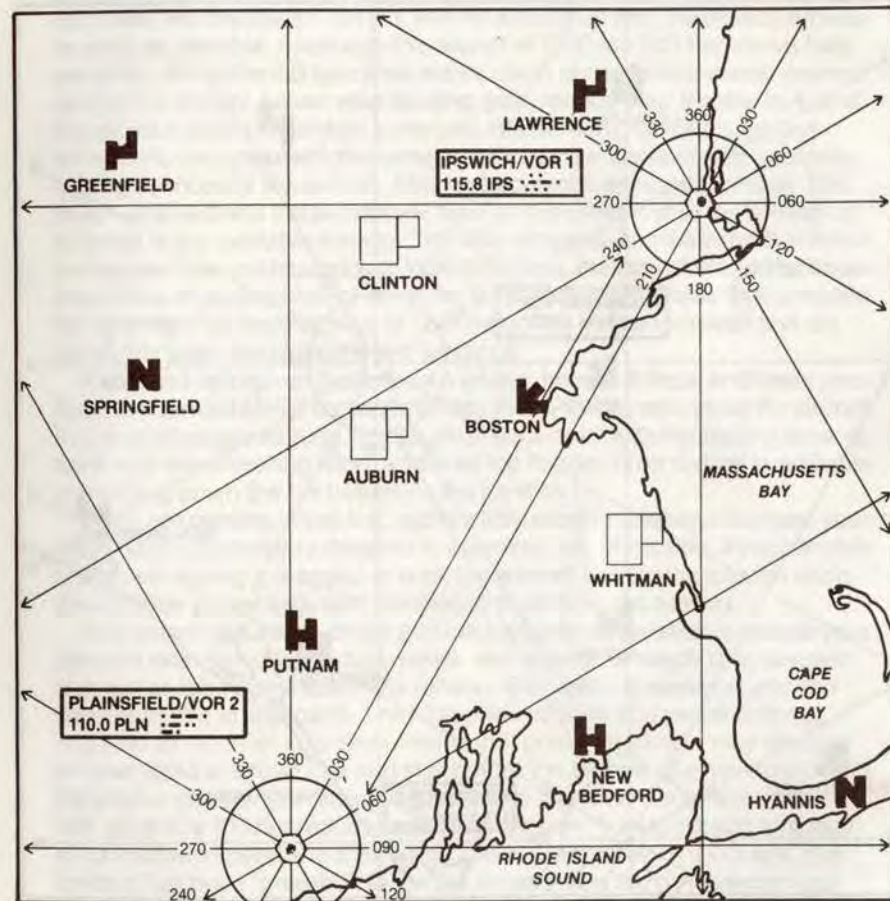 LAWRENCE
330
360
030
GREENFIELD
IPSWICH/VOR 1
115.8 IPS
300
060
270
060
240
120
CLINTON
210
180
150
SPRINGFIELD
BOSTON
AUBURN
MASSACHUSETTS
BAY
WHITMAN
PUTNAM
CAPE
COD
BAY
PLAINSFIELD/VOR 2
110.0 PLN
330
360
030
300
060
NEW
BEDFORD
HYANNIS
270
090
RHODE ISLAND
SOUND
240
120